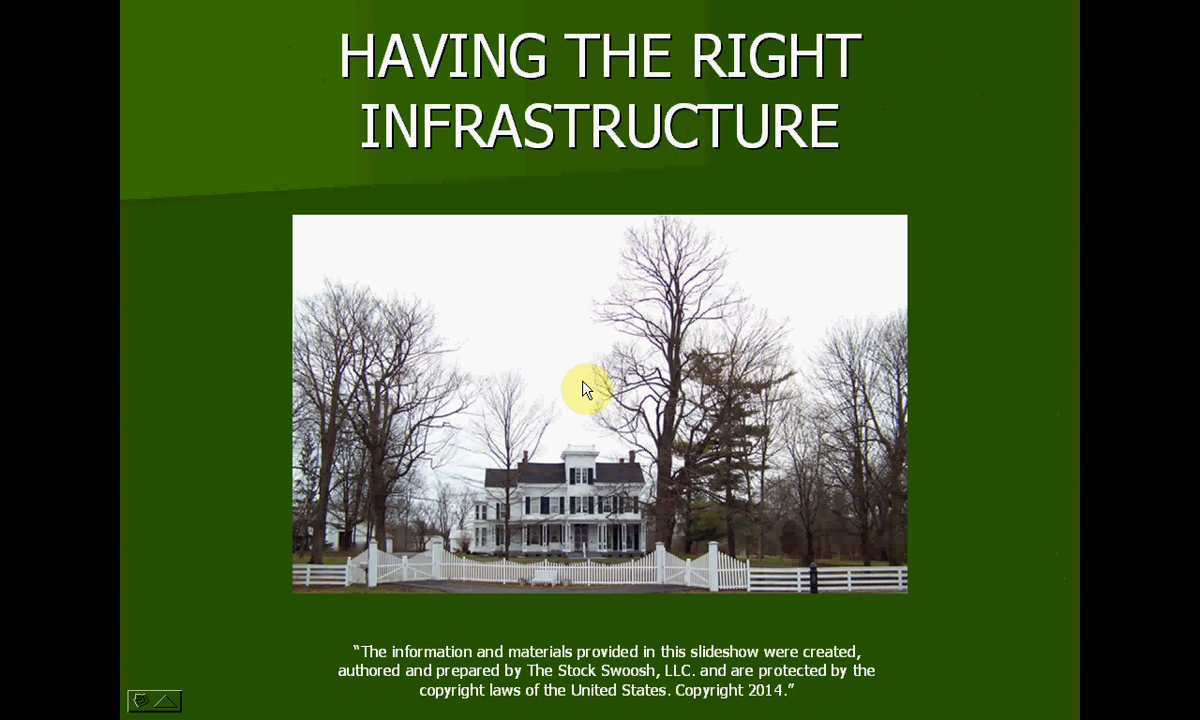 HAVING THE RIGHT
INFRASTRUCTURE
“The information and materials provided in this slideshow were created,
authored and prepared by The Stock Swoosh, LLC. and are protected by the
copyright laws of the United States. Copyright 2014.”